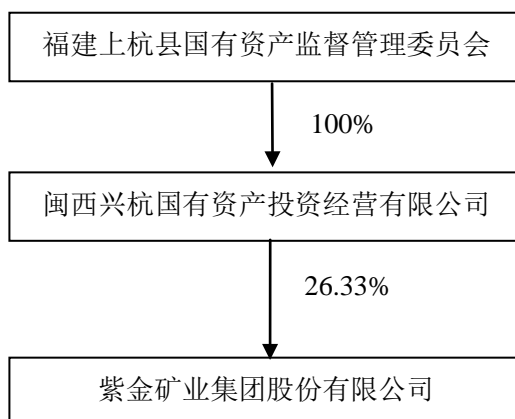 福建上杭县国有资产监督管理委员会
100%
闽西兴杭国有资产投资经营有限公司
26.33%
紫金矿业集团股份有限公司